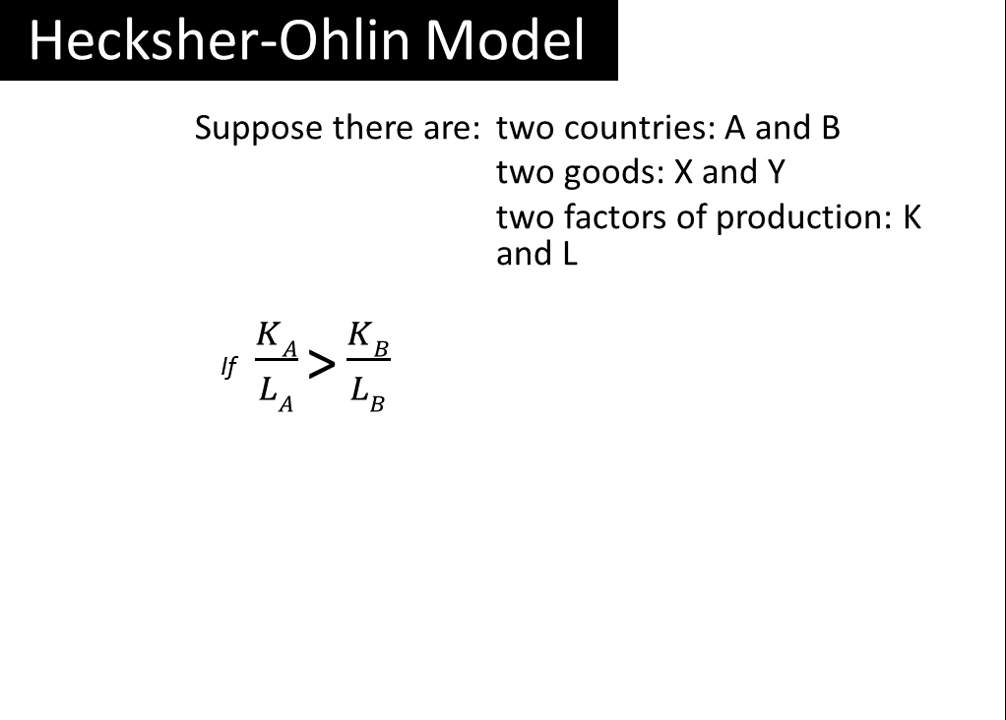 Hecksher-Ohlin Model
Suppose there are: two countries: A and B
two goods: X and Y
two factors of production: K
and L
If K_A/L_A > K_B/L_B